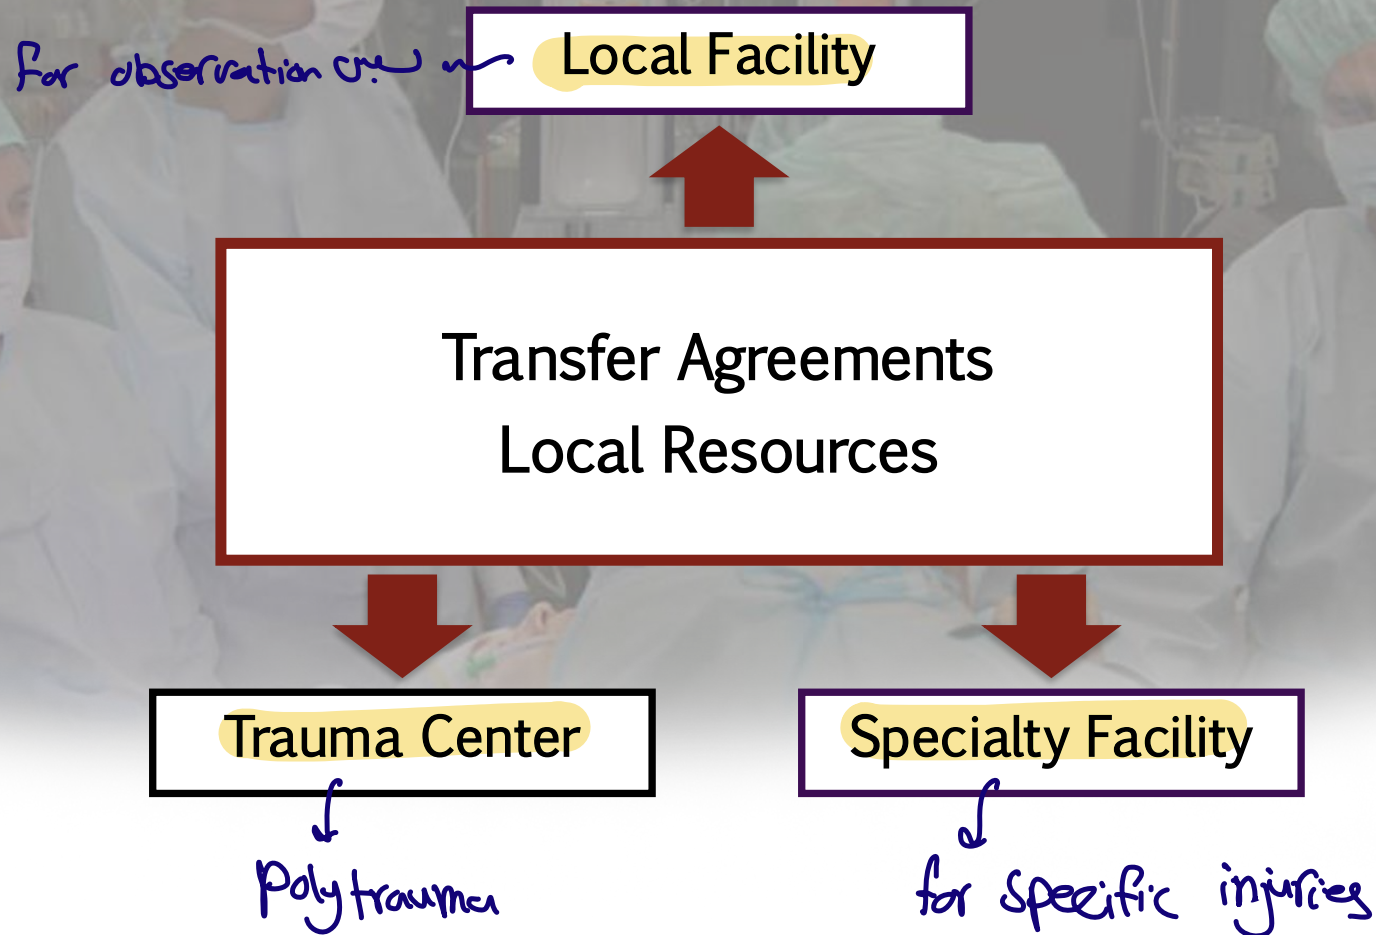 for observation
Local Facility
Transfer Agreements
Local Resources
Trauma Center
Specialty Facility
Polytrauma
for specific injuries